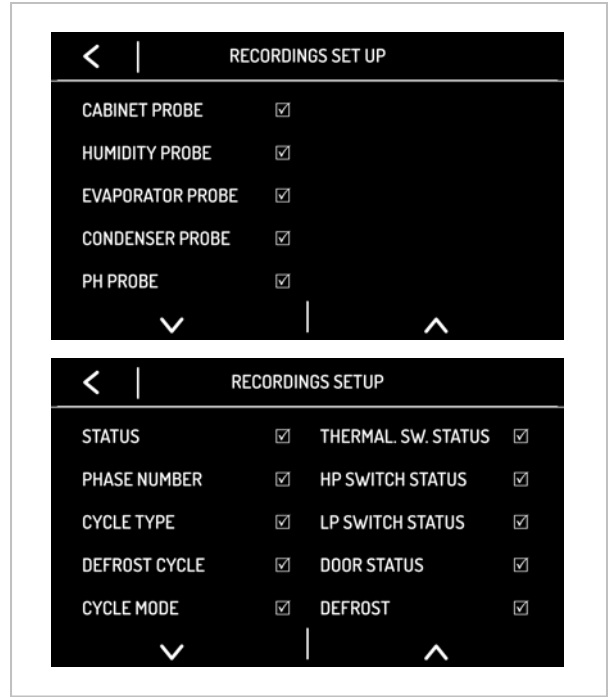 RECORDINGS SET UP
CABINET PROBE
HUMIDITY PROBE
EVAPORATOR PROBE
CONDENSER PROBE
PH PROBE
RECORDINGS SETUP
STATUS THERMAL. SW. STATUS
PHASE NUMBER HP SWITCH STATUS
CYCLE TYPE LP SWITCH STATUS
DEFROST CYCLE DOOR STATUS
CYCLE MODE DEFROST